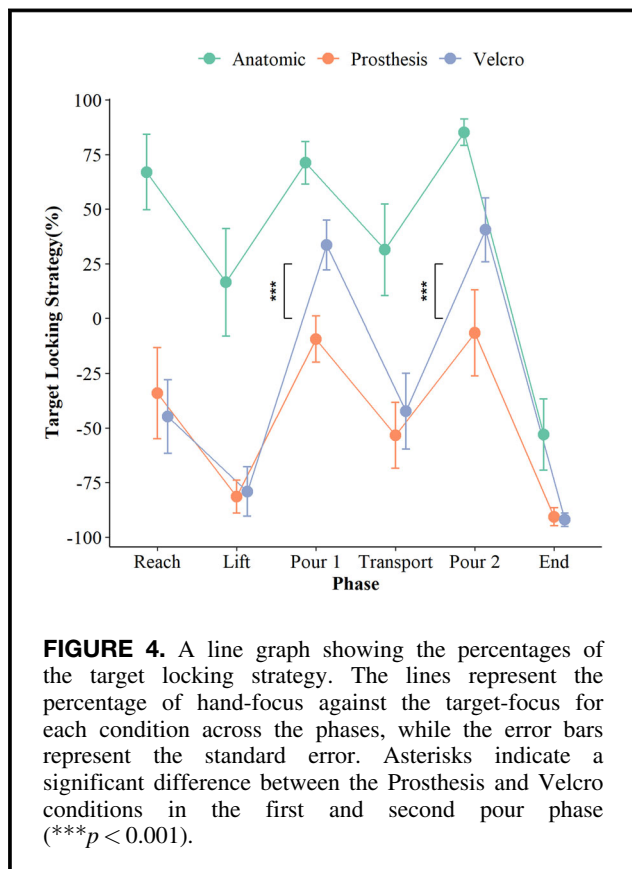 Anatomic Prosthesis Velcro
Target Locking Strategy(%)
100
75
50
25
0
-25
-50
-75
-100
***
***
Reach Lift Pour 1 Transport Pour 2 End
Phase
FIGURE 4. A line graph showing the percentages of
the target locking strategy. The lines represent the
percentage of hand-focus against the target-focus for
each condition across the phases, while the error bars
represent the standard error. Asterisks indicate a
significant difference between the Prosthesis and Velcro
conditions in the first and second pour phase
(***p < 0.001).